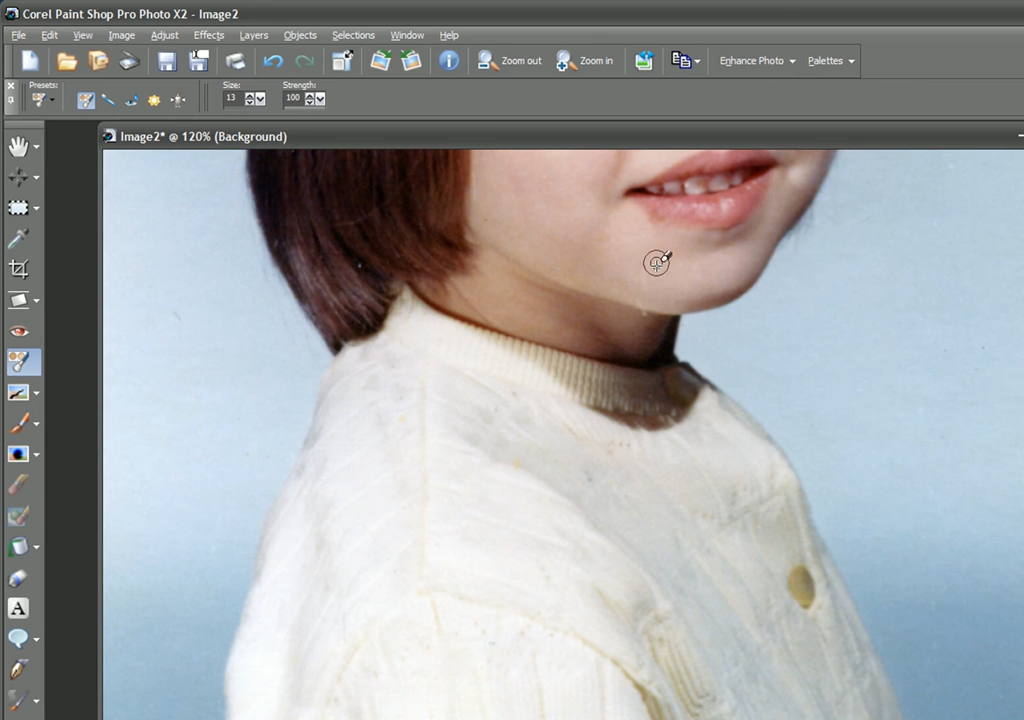 Corel Paint Shop Pro Photo X2 - Image2
File Edit View Image Adjust Effects Layers Objects Selections Window Help
Zoom out Zoom in Enhance Photo Palettes
Presets: Size: Strength:
13 100
Image2* @ 120% (Background)
A